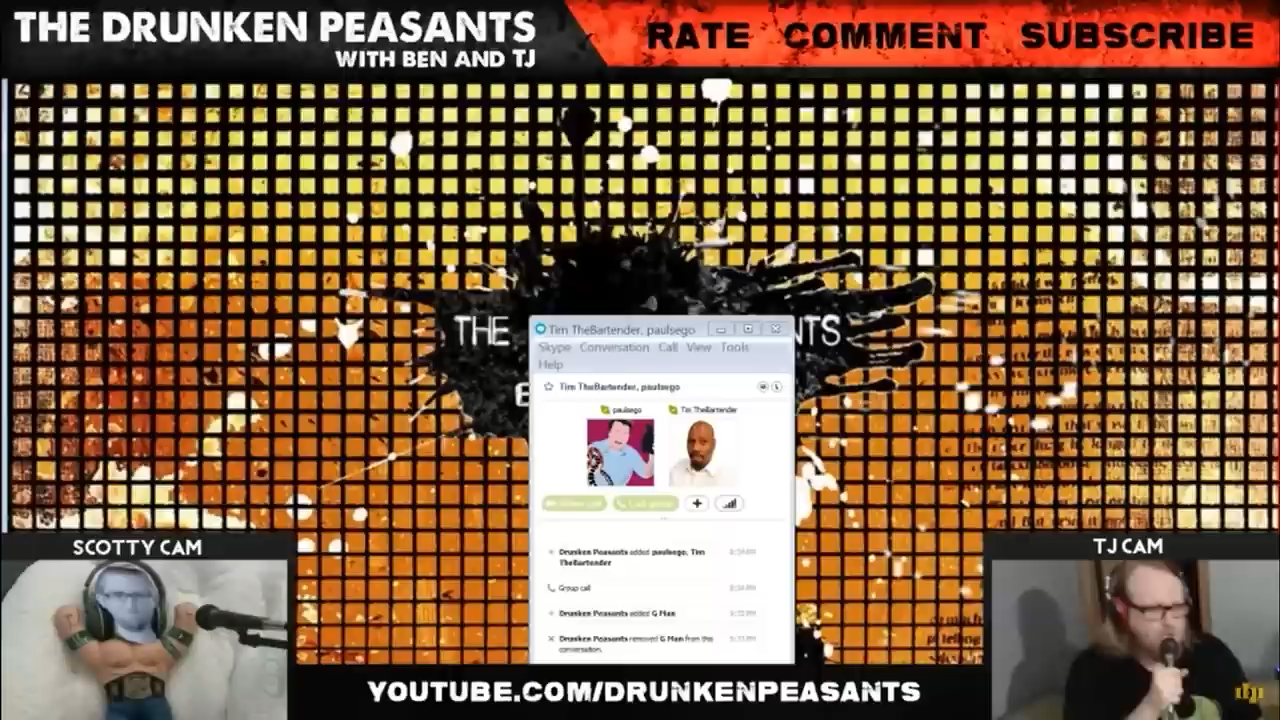 THE DRUNKEN PEASANTS
WITH BEN AND TJ
RATE COMMENT SUBSCRIBE
THE
NTS
Tim TheBartender, paulsego
Skype Conversation Call View Tools
Help
Tim TheBartender, paulsego
paulsego
Tim TheBartender
Drunken Peasants added paulsego, Tim
TheBartender
Group call
Drunken Peasants added G Man
Drunken Peasants removed G Man from this
conversation.
SCOTTY CAM
TJ CAM
YOUTUBE.COM/DRUNKENPEASANTS